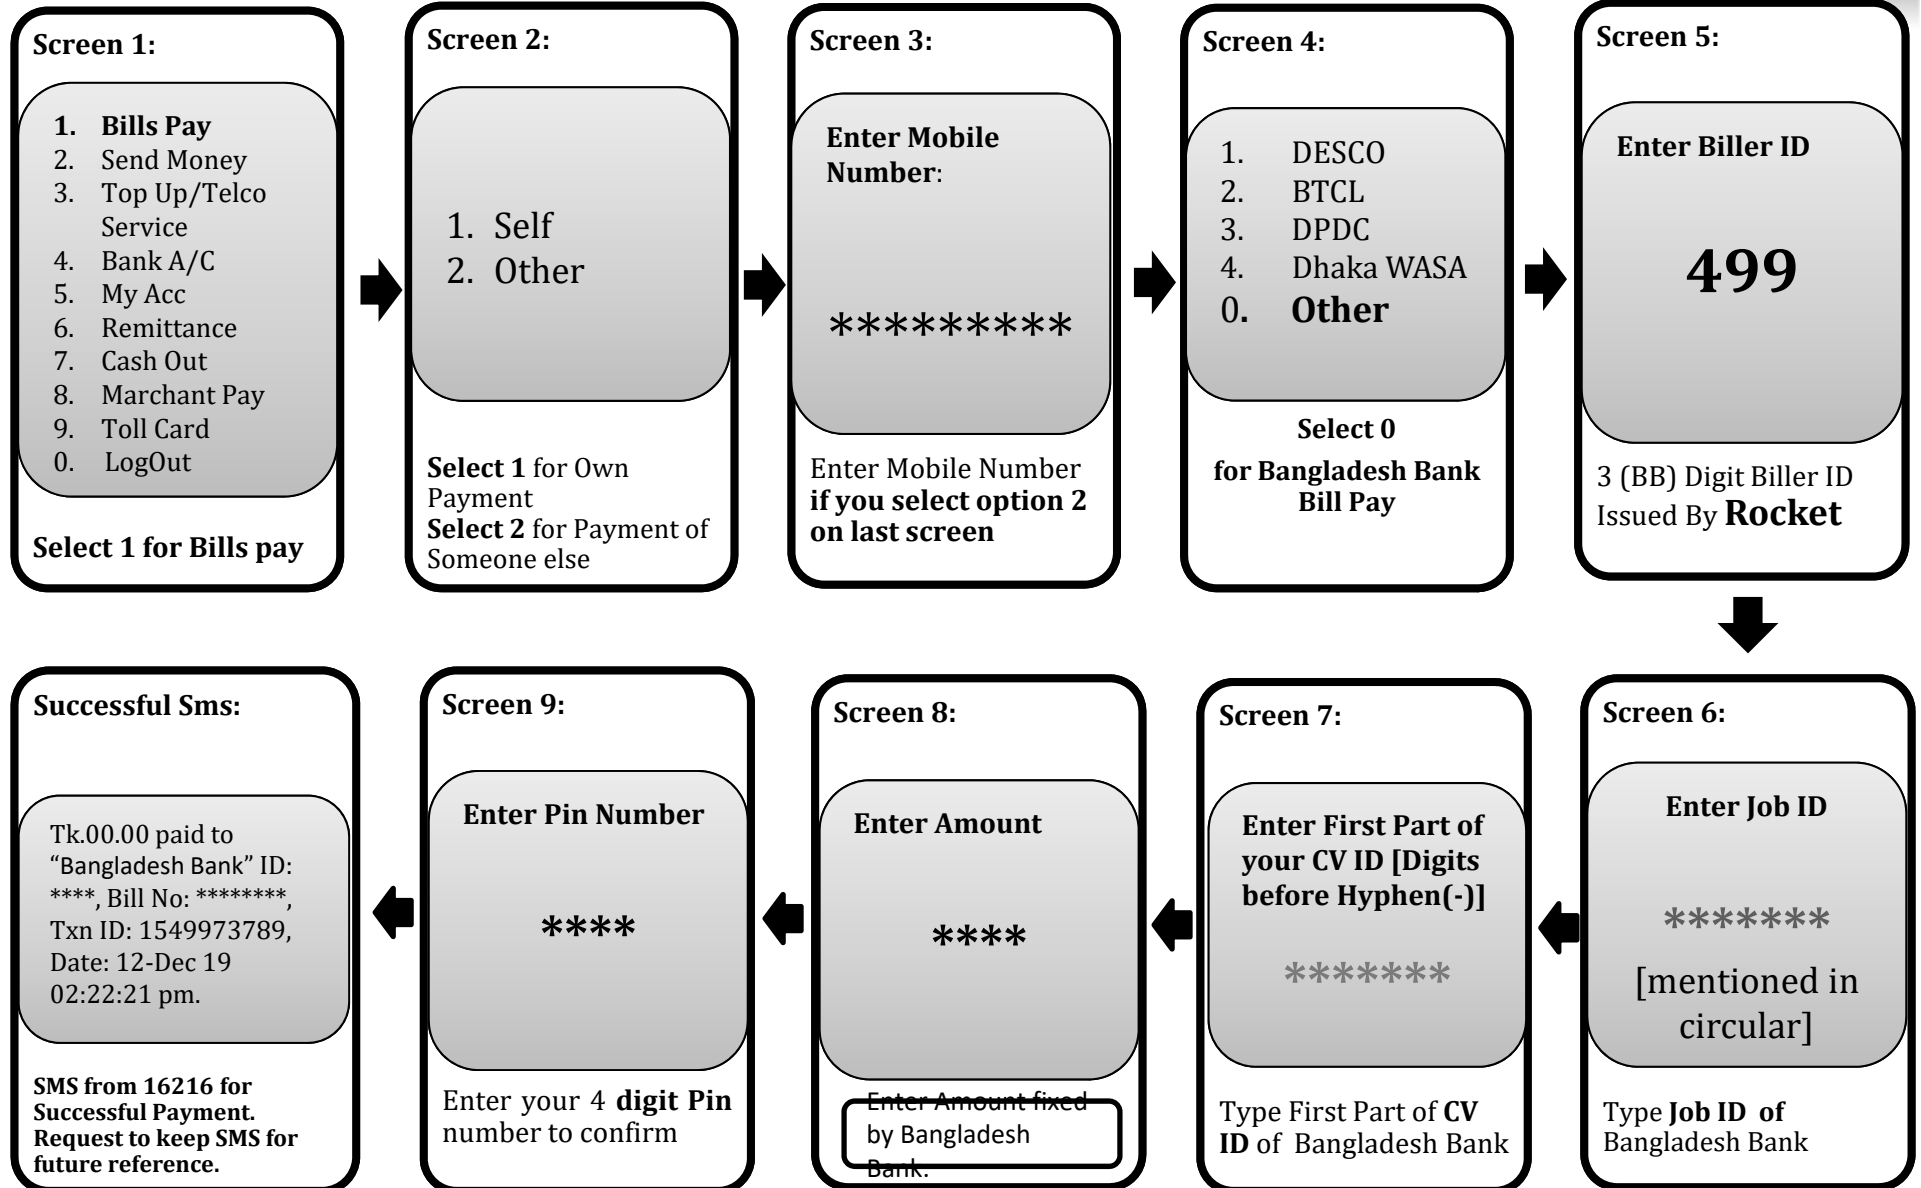 Screen 1:
1. Bills Pay
2. Send Money
3. Top Up/Telco
Service
4. Bank A/C
5. My Acc
6. Remittance
7. Cash Out
8. Marchant Pay
9. Toll Card
0. LogOut
Select 1 for Bills pay
Screen 2:
1. Self
2. Other
Select 1 for Own
Payment
Select 2 for Payment of
Someone else
Screen 3:
Enter Mobile
Number:
*********
Enter Mobile Number
if you select option 2
on last screen
Screen 4:
1. DESCO
2. BTCL
3. DPDC
4. Dhaka WASA
0. Other
Select 0
for Bangladesh Bank
Bill Pay
Screen 5:
Enter Biller ID
499
3 (BB) Digit Biller ID
Issued By Rocket
Screen 6:
Enter Job ID
*******
[mentioned in
circular]
Type Job ID of
Bangladesh Bank
Screen 7:
Enter First Part of
your CV ID [Digits
before Hyphen(-)]
*******
Type First Part of CV
ID of Bangladesh Bank
Screen 8:
Enter Amount
****
Enter Amount fixed
by Bangladesh
Bank.
Screen 9:
Enter Pin Number
****
Enter your 4 digit Pin
number to confirm
Successful Sms:
Tk.00.00 paid to
“Bangladesh Bank” ID:
****, Bill No: ********,
Txn ID: 1549973789,
Date: 12-Dec 19
02:22:21 pm.
SMS from 16216 for
Successful Payment.
Request to keep SMS for
future reference.